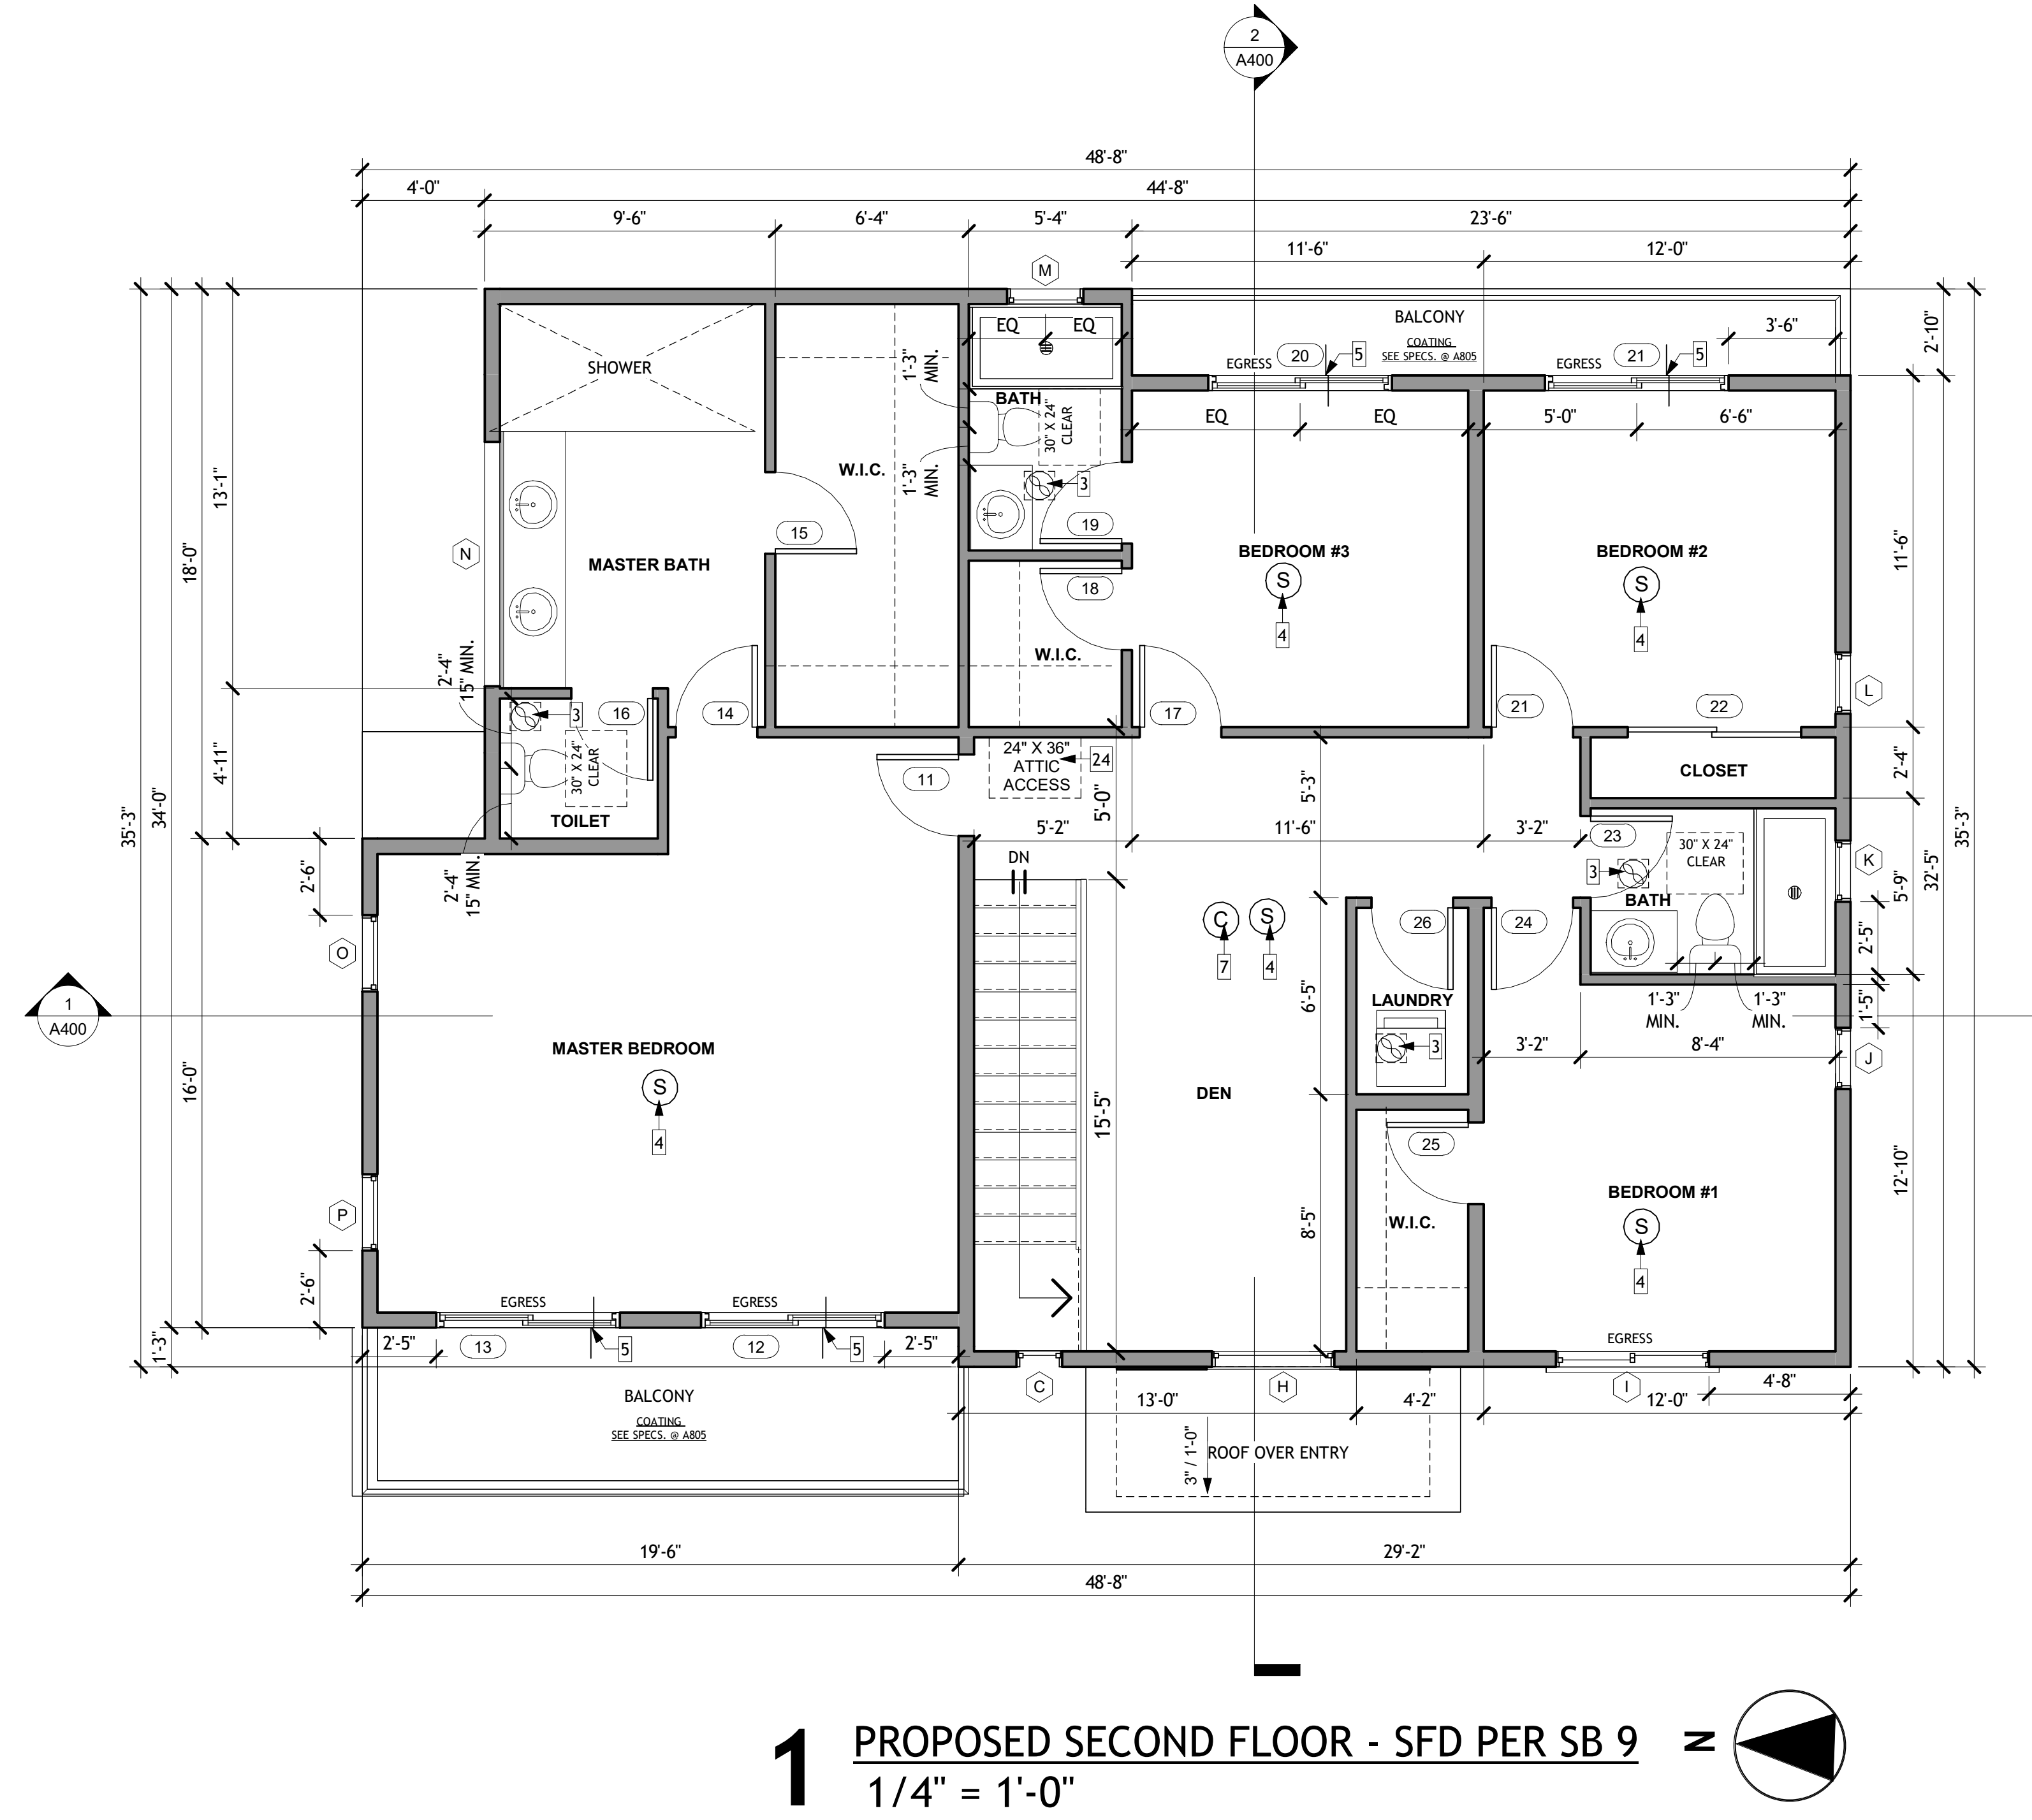 2
A400
48'-8"
4'-0"
44'-8"
9'-6"
6'-4"
5'-4"
23'-6"
11'-6"
12'-0"
M
BALCONY
COATING
SEE SPECS. @ A805
3'-6"
2'-10"
EQ
EQ
EGRESS
20
5
EGRESS
21
5
SHOWER
1'-3"
MIN.
BATH
30" X 24"
CLEAR
EQ
EQ
5'-0"
6'-6"
W.I.C.
1'-3"
MIN.
3
13'-1"
18'-0"
15
19
N
MASTER BATH
BEDROOM #3
S
4
BEDROOM #2
S
4
11'-6"
18
W.I.C.
2'-4"
15" MIN.
L
3
16
14
17
21
22
30" X 24"
CLEAR
TOILET
11
24" X 36"
ATTIC
ACCESS
24
CLOSET
2'-4"
4'-11"
35'-3"
34'-0"
5'-0"
5'-3"
5'-2"
11'-6"
3'-2"
23
30" X 24"
CLEAR
K
32'-5"
35'-3"
2'-6"
2'-4"
15" MIN.
DN
3
BATH
5'-9"
2'-5"
O
C
S
7
4
26
24
1
A400
LAUNDRY
3
6'-5"
1'-3"
MIN.
1'-3"
MIN.
1'-5"
3'-2"
8'-4"
J
MASTER BEDROOM
S
4
16'-0"
DEN
15'-5"
25
BEDROOM #1
S
4
12'-10"
P
W.I.C.
8'-5"
2'-6"
EGRESS
EGRESS
EGRESS
1'-3"
2'-5"
13
5
12
5
2'-5"
C
H
I
4'-8"
BALCONY
COATING
SEE SPECS. @ A805
13'-0"
4'-2"
12'-0"
3" / 1'-0"
ROOF OVER ENTRY
19'-6"
29'-2"
48'-8"
1
PROPOSED SECOND FLOOR - SFD PER SB 9
1/4" = 1'-0"
N